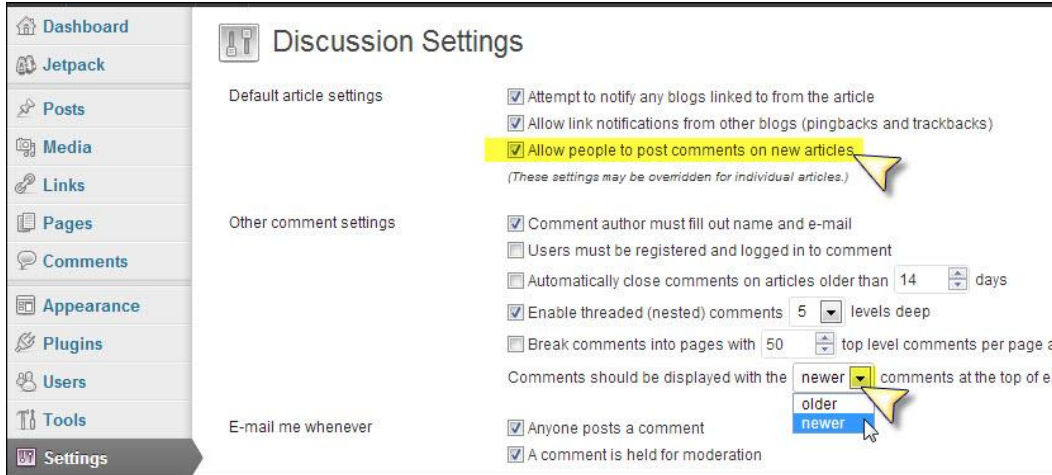 Dashboard
Jetpack
Posts
Media
Links
Pages
Comments
Appearance
Plugins
Users
Tools
Settings
Discussion Settings
Default article settings
Attempt to notify any blogs linked to from the article
Allow link notifications from other blogs (pingbacks and trackbacks)
Allow people to post comments on new articles
(These settings may be overridden for individual articles.)
Other comment settings
Comment author must fill out name and e-mail
Users must be registered and logged in to comment
Automatically close comments on articles older than 14 days
Enable threaded (nested) comments 5 levels deep
Break comments into pages with 50 top level comments per page a
Comments should be displayed with the newer comments at the top of e
older
newer
E-mail me whenever
Anyone posts a comment
A comment is held for moderation